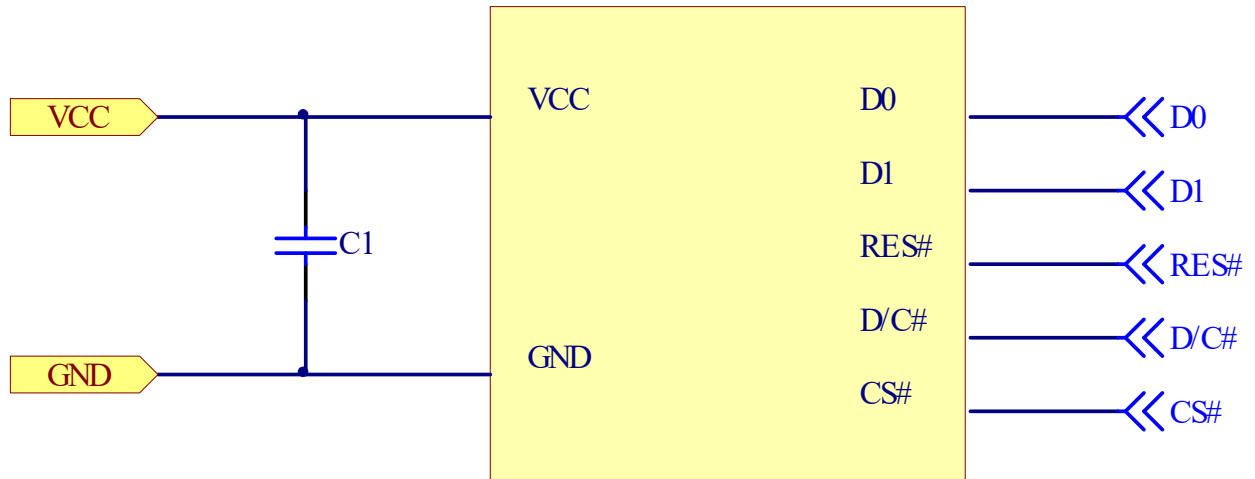 VCC
GND
C1
VCC
GND
D0
D1
RES#
D/C#
CS#
D0
D1
RES#
D/C#
CS#